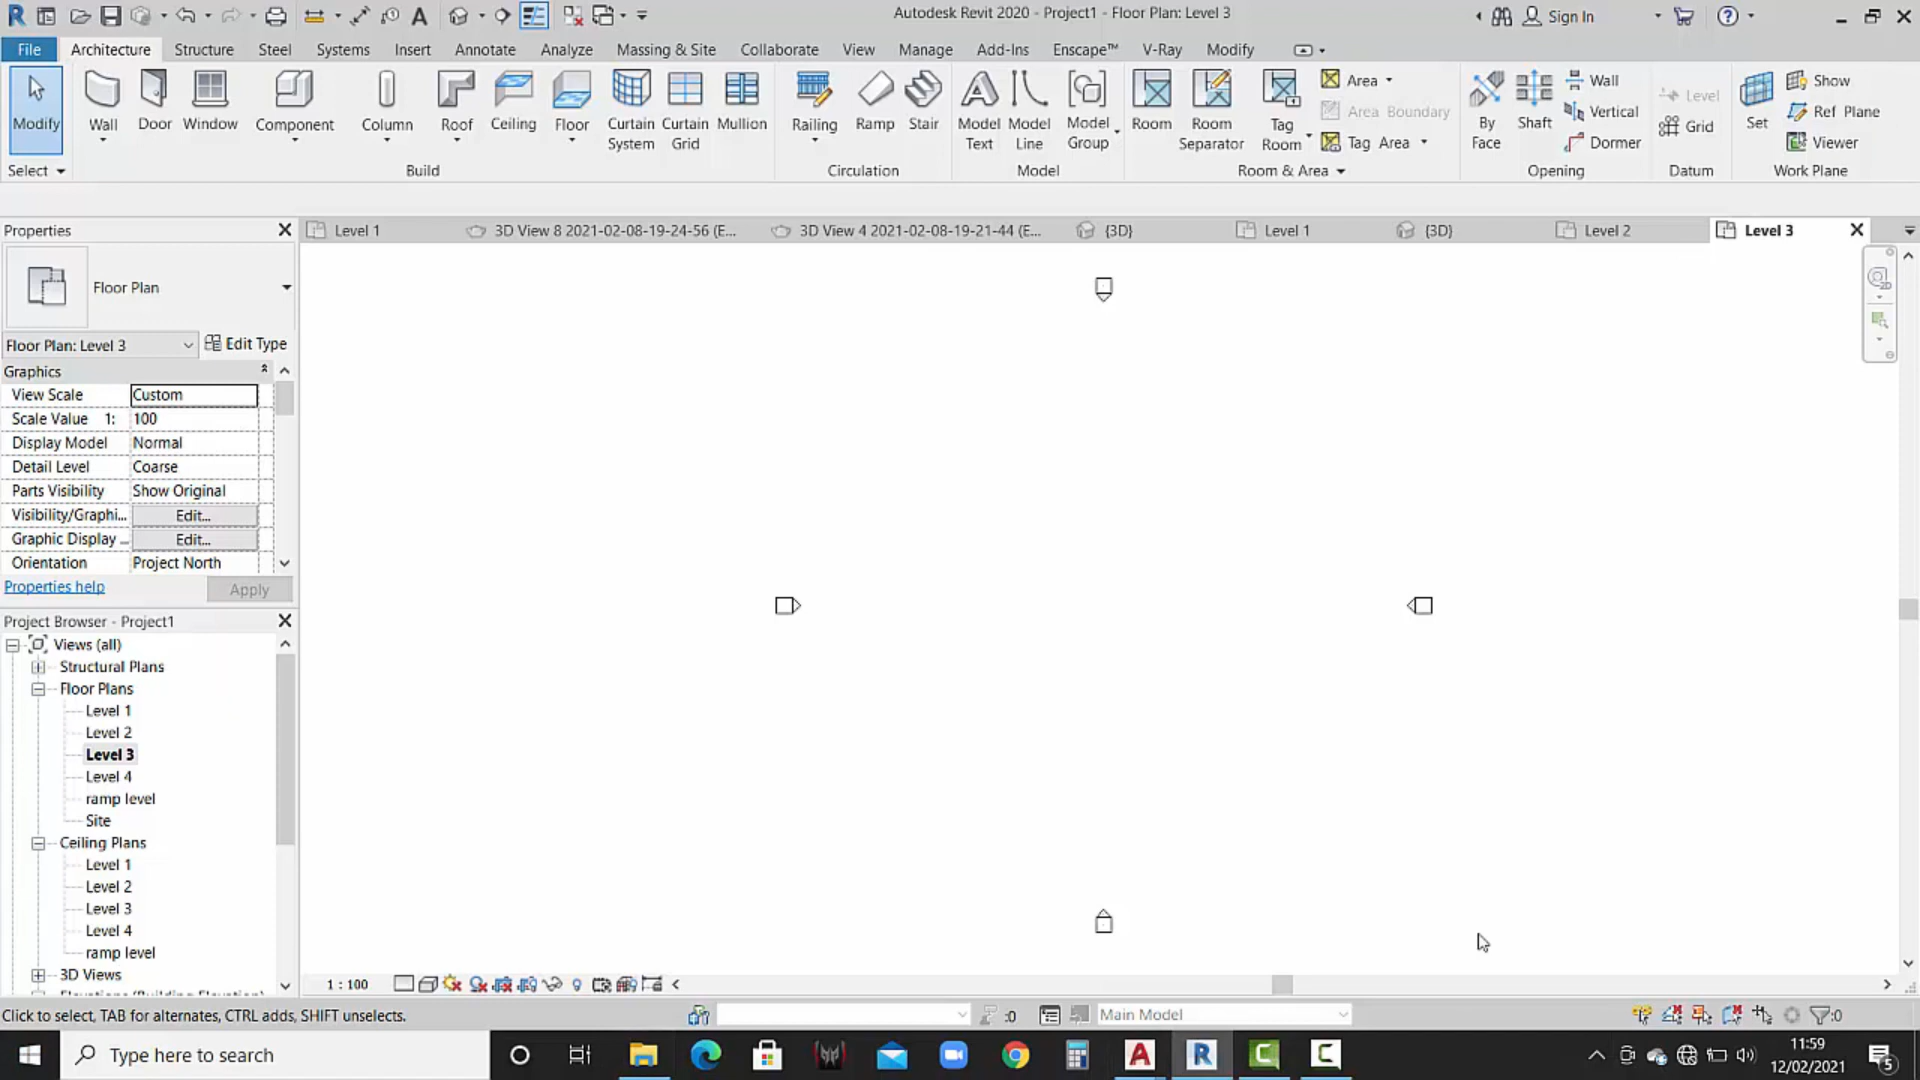 Autodesk Revit 2020 - Project1 - Floor Plan: Level 3
Sign In
File Architecture Structure Steel Systems Insert Annotate Analyze Massing & Site Collaborate View Manage Add-Ins Enscape™ V-Ray Modify
Modify
Wall
Door
Window
Component
Column
Roof
Ceiling
Floor
Curtain System
Curtain Grid
Mullion
Railing
Ramp
Stair
Model Text
Model Line
Model Group
Room
Room Separator
Tag Room
Area
Area Boundary
Tag Area
By Face
Shaft
Wall
Vertical
Dormer
Level
Grid
Set
Show
Ref Plane
Viewer
Select Build Circulation Model Room & Area Opening Datum Work Plane
Properties
Level 1 3D View 8 2021-02-08-19-24-56 (E... 3D View 4 2021-02-08-19-21-44 (E... {3D} Level 1 {3D} Level 2 Level 3
Floor Plan
Floor Plan: Level 3 Edit Type
Graphics
View Scale Custom
Scale Value 1: 100
Display Model Normal
Detail Level Coarse
Parts Visibility Show Original
Visibility/Graphi... Edit...
Graphic Display ... Edit...
Orientation Project North
Properties help Apply
Project Browser - Project1
Views (all)
Structural Plans
Floor Plans
Level 1
Level 2
Level 3
Level 4
ramp level
Site
Ceiling Plans
Level 1
Level 2
Level 3
Level 4
ramp level
3D Views
Elevations (Building Elevation)
2D
1 : 100
Click to select, TAB for alternates, CTRL adds, SHIFT unselects.
:0
Main Model
:0
Type here to search
11:59
12/02/2021
5